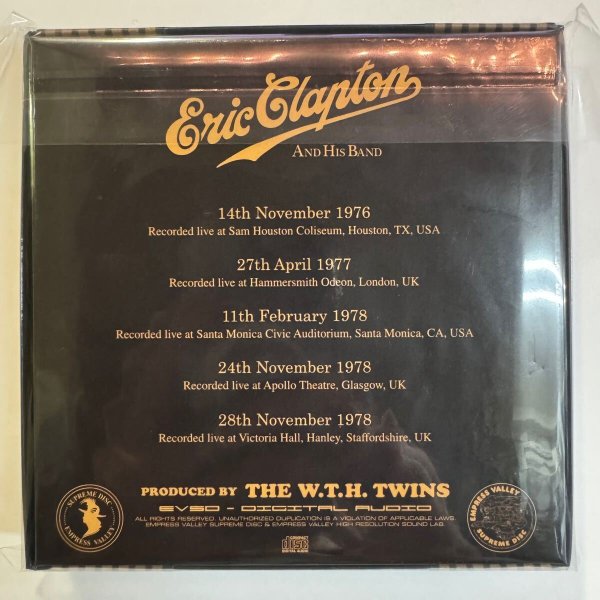 Eric Clapton
AND HIS BAND
14th November 1976
Recorded live at Sam Houston Coliseum, Houston, TX, USA
27th April 1977
Recorded live at Hammersmith Odeon, London, UK
11th February 1978
Recorded live at Santa Monica Civic Auditorium, Santa Monica, CA, USA
24th November 1978
Recorded live at Apollo Theatre, Glasgow, UK
28th November 1978
Recorded live at Victoria Hall, Hanley, Staffordshire, UK
PRODUCED BY THE W.T.H. TWINS
EVSD - DIGITAL AUDIO
ALL RIGHTS RESERVED. UNAUTHORIZED DUPLICATION IS A VIOLATION OF APPLICABLE LAWS.
EMPRESS VALLEY SUPREME DISC & EMPRESS VALLEY HIGH RESOLUTION SOUND LAB.
SUPREME DISC
EMPRESS VALLEY
COMPACT
disc
DIGITAL AUDIO
EMPRESS VALLEY
SUPREME DISC